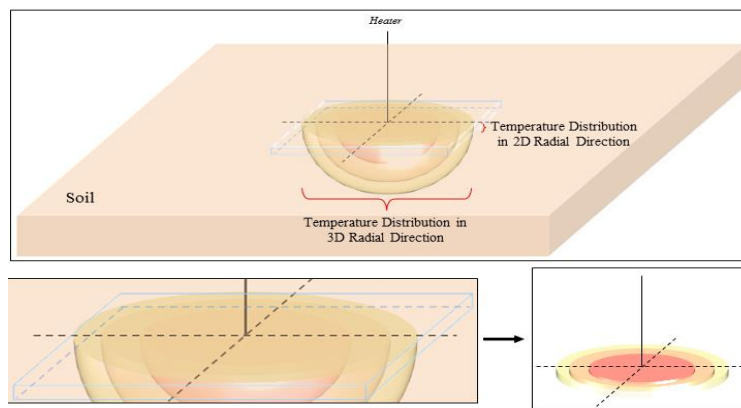 Heater
Temperature Distribution
in 2D Radial Direction
Soil
Temperature Distribution in
3D Radial Direction